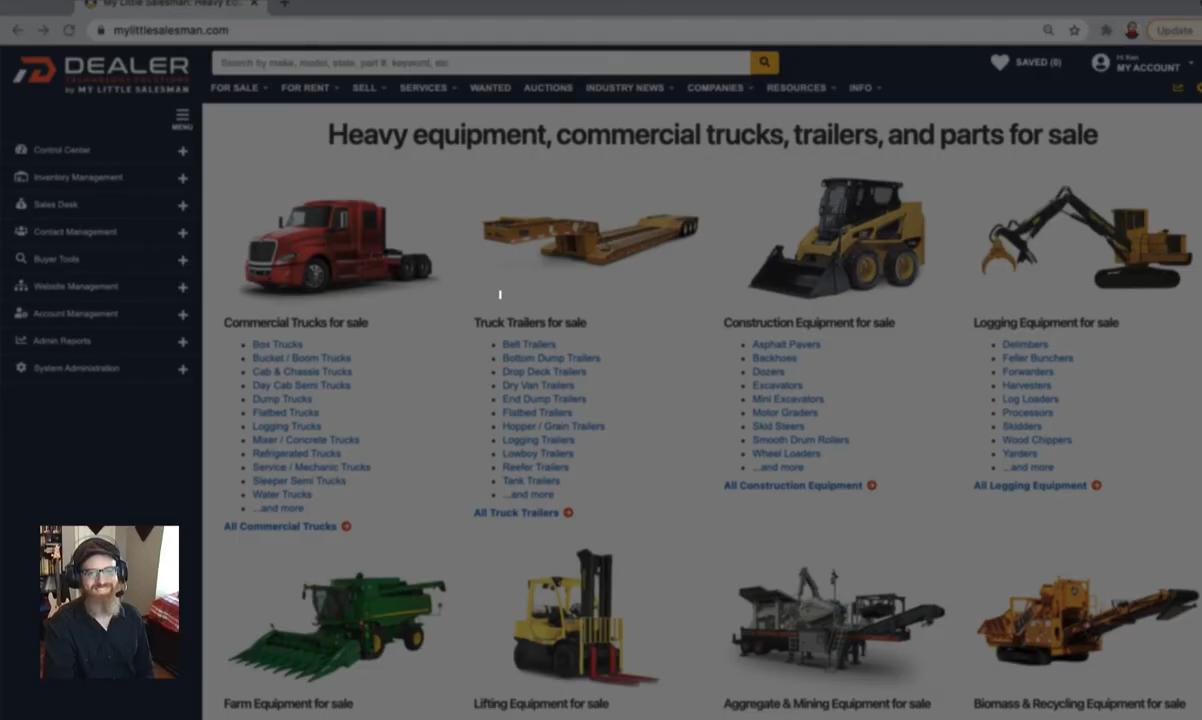 My Little Salesman: Heavy Eq
mylittlesalesman.com
Update
DEALER
TECHNOLOGY SOLUTIONS
by MY LITTLE SALESMAN
Search by make, model, state, part #, keyword, etc
SAVED (0)
Hi Ken
MY ACCOUNT
FOR SALE
FOR RENT
SELL
SERVICES
WANTED
AUCTIONS
INDUSTRY NEWS
COMPANIES
RESOURCES
INFO
MENU
Control Center
Inventory Management
Sales Desk
Contact Management
Buyer Tools
Website Management
Account Management
Admin Reports
System Administration
Heavy equipment, commercial trucks, trailers, and parts for sale
Commercial Trucks for sale
Box Trucks
Bucket / Boom Trucks
Cab & Chassis Trucks
Day Cab Semi Trucks
Dump Trucks
Flatbed Trucks
Logging Trucks
Mixer / Concrete Trucks
Refrigerated Trucks
Service / Mechanic Trucks
Sleeper Semi Trucks
Water Trucks
...and more
All Commercial Trucks
Truck Trailers for sale
Belt Trailers
Bottom Dump Trailers
Drop Deck Trailers
Dry Van Trailers
End Dump Trailers
Flatbed Trailers
Hopper / Grain Trailers
Logging Trailers
Lowboy Trailers
Reefer Trailers
Tank Trailers
...and more
All Truck Trailers
Construction Equipment for sale
Asphalt Pavers
Backhoes
Dozers
Excavators
Mini Excavators
Motor Graders
Skid Steers
Smooth Drum Rollers
Wheel Loaders
...and more
All Construction Equipment
Logging Equipment for sale
Delimbers
Feller Bunchers
Forwarders
Harvesters
Log Loaders
Processors
Skidders
Wood Chippers
Yarders
...and more
All Logging Equipment
Farm Equipment for sale
Lifting Equipment for sale
Aggregate & Mining Equipment for sale
Biomass & Recycling Equipment for sale